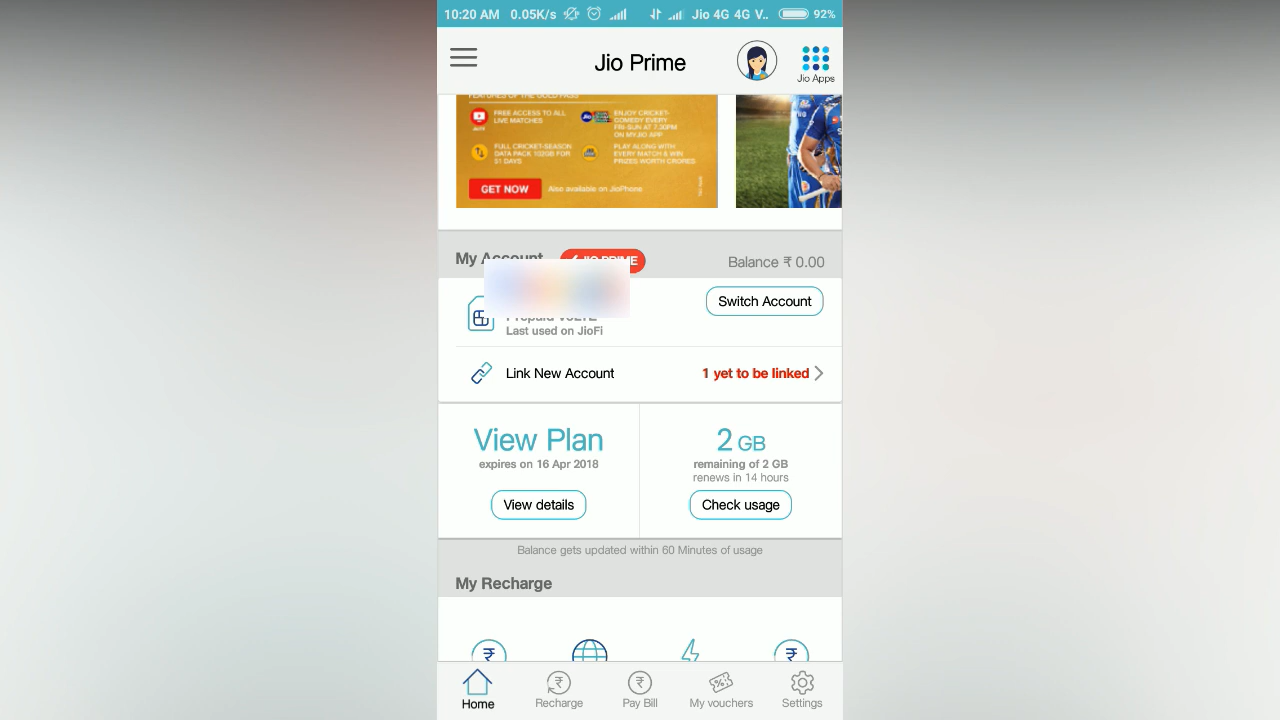 10:20 AM 0.05K/s Jio 4G 4G V.. 92%
Jio Prime
Jio Apps
FEATURES OF THE GOLD PASS
FREE ACCESS TO ALL
LIVE MATCHES
ENJOY CRICKET-
COMEDY EVERY
FRI-SUN AT 7:30PM
ON MYJIO APP
FULL CRICKET-SEASON
DATA PACK 102GB FOR
51 DAYS
PLAY ALONG WITH
EVERY MATCH & WIN
PRIZES WORTH CRORES
GET NOW Also available on JioPhone
My Account JIO PRIME Balance ₹ 0.00
Switch Account
Prepaid VoLTE
Last used on JioFi
Link New Account 1 yet to be linked
View Plan
expires on 16 Apr 2018
View details
2 GB
remaining of 2 GB
renews in 14 hours
Check usage
Balance gets updated within 60 Minutes of usage
My Recharge
Home Recharge Pay Bill My vouchers Settings